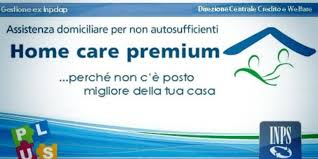 Gestione ex Inpdap
Direzione Centrale Credito e Welfare
Assistenza domiciliare per non autosufficienti
Home care premium
...perché non c'è posto
migliore della tua casa
PLUS
INPS